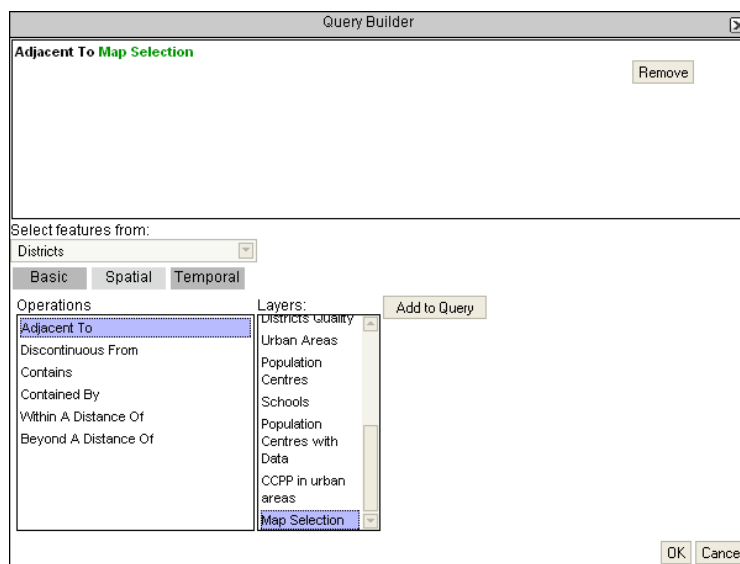 Query Builder
Adjacent To Map Selection
Remove
Select features from:
Districts
Basic Spatial Temporal
Operations
Adjacent To
Discontinuous From
Contains
Contained By
Within A Distance Of
Beyond A Distance Of
Layers:
Districts Quality
Urban Areas
Population
Centres
Schools
Population
Centres with
Data
CCPP in urban
areas
Map Selection
Add to Query
OK Cance